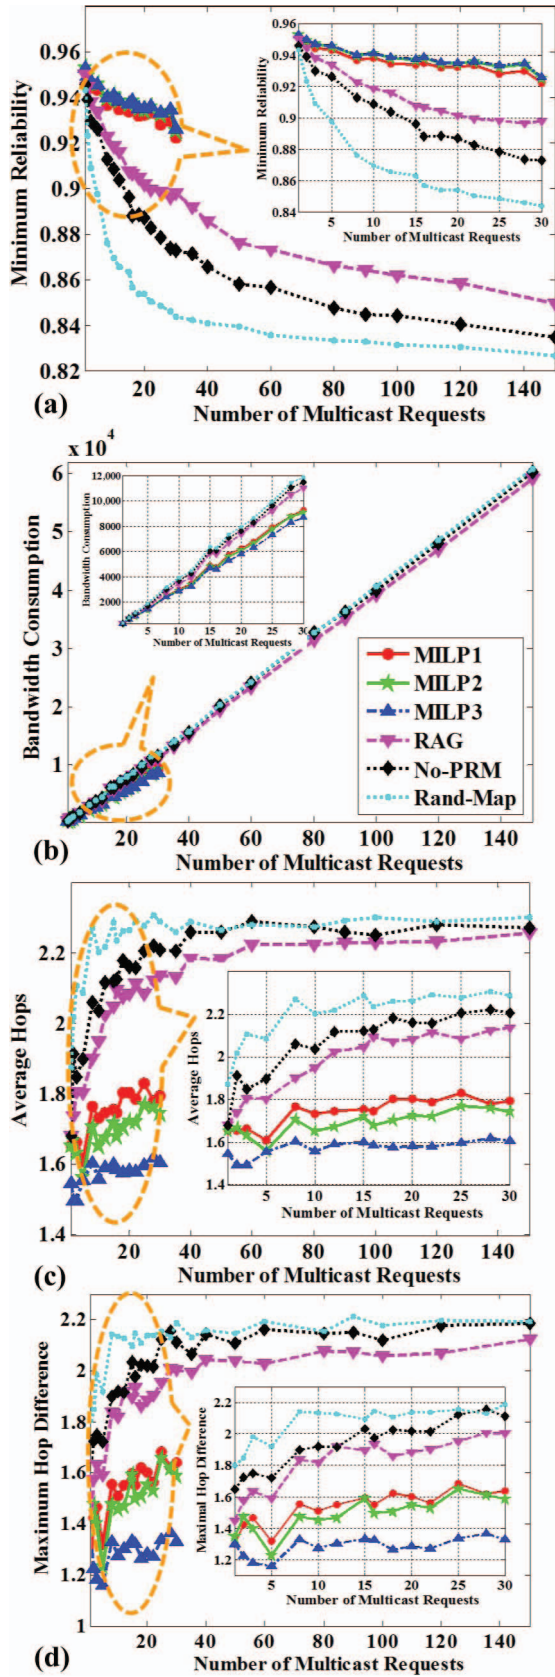 0.96
0.94
0.92
0.9
0.88
0.86
0.84
0.82
Minimum Reliability
20 40 60 80 100 120 140
Number of Multicast Requests
(a)
0.96
0.94
0.92
0.9
0.88
0.86
0.84
Minimum Reliability
5 10 15 20 25 30
Number of Multicast Requests
x 10^4
6
5
4
3
2
1
Bandwidth Consumption
20 40 60 80 100 120 140
Number of Multicast Requests
(b)
12,000
10,000
8000
6000
4000
2000
Bandwidth Consumption
5 10 15 20 25 30
Number of Multicast Requests
MILP1
MILP2
MILP3
RAG
No-PRM
Rand-Map
2.2
2
1.8
1.6
1.4
Average Hops
20 40 60 80 100 120 140
Number of Multicast Requests
(c)
2.2
2
1.8
1.6
1.4
Average Hops
5 10 15 20 25 30
Number of Multicast Requests
2.2
2
1.8
1.6
1.4
1.2
1
Maximum Hop Difference
20 40 60 80 100 120 140
Number of Multicast Requests
(d)
2.2
2
1.8
1.6
1.4
1.2
Maximal Hop Difference
5 10 15 20 25 30
Number of Multicast Requests